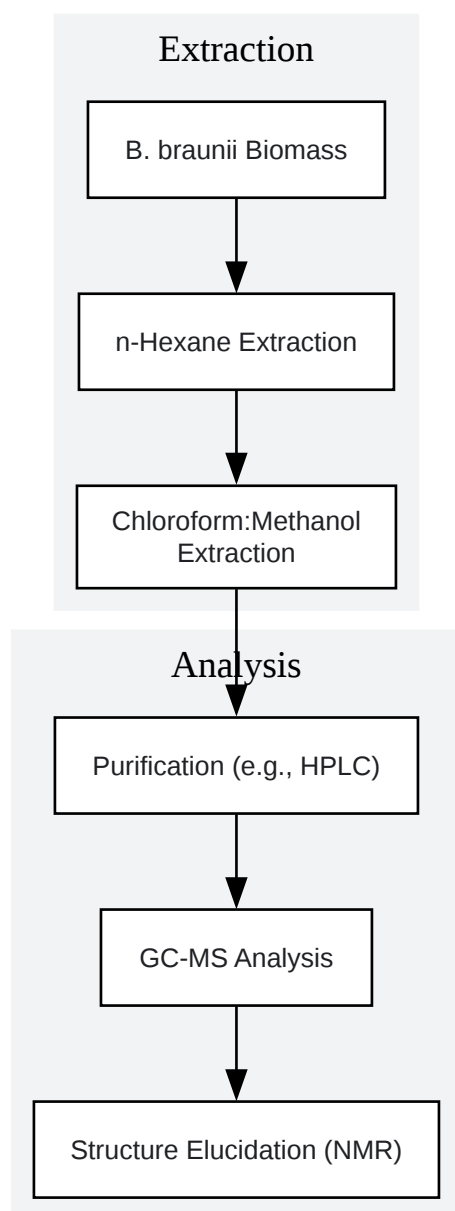 Extraction
B. braunii Biomass
n-Hexane Extraction
Chloroform:Methanol
Extraction
Analysis
Purification (e.g., HPLC)
GC-MS Analysis
Structure Elucidation (NMR)